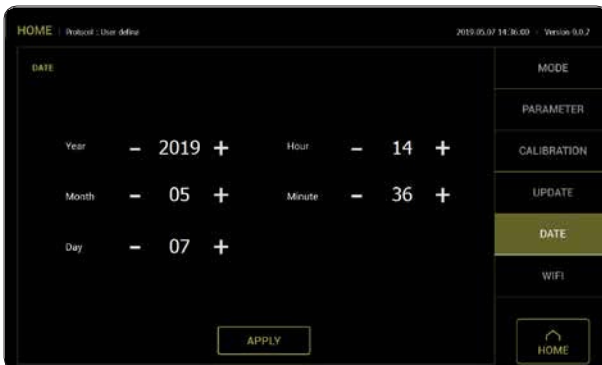 HOME | Protocol : User define
2019.05.07 14:36:00 - Version 0.0.2
DATE
Year - 2019 +
Hour - 14 +
Month - 05 +
Minute - 36 +
Day - 07 +
APPLY
MODE
PARAMETER
CALIBRATION
UPDATE
DATE
WIFI
HOME